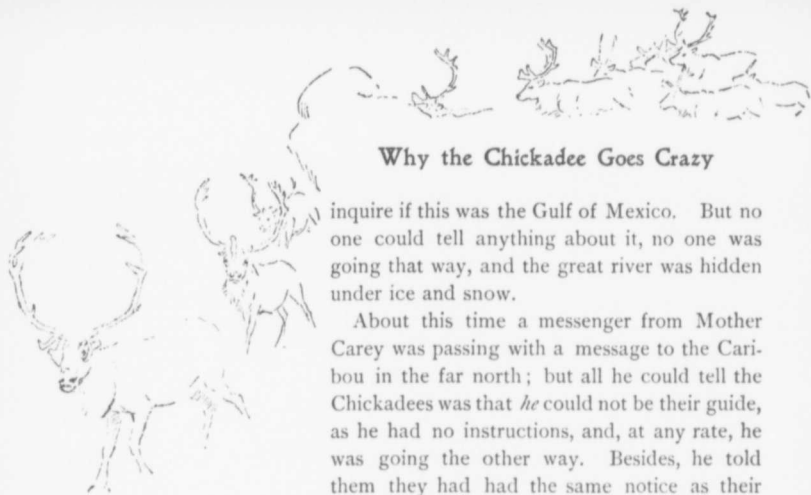 Why the Chickadee Goes Crazy
inquire if this was the Gulf of Mexico. But no
one could tell anything about it, no one was
going that way, and the great river was hidden
under ice and snow.
About this time a messenger from Mother
Carey was passing with a message to the Cari-
bou in the far north; but all he could tell the
Chickadees was that he could not be their guide,
as he had no instructions, and, at any rate, he
was going the other way. Besides, he told
them they had had the same notice as their